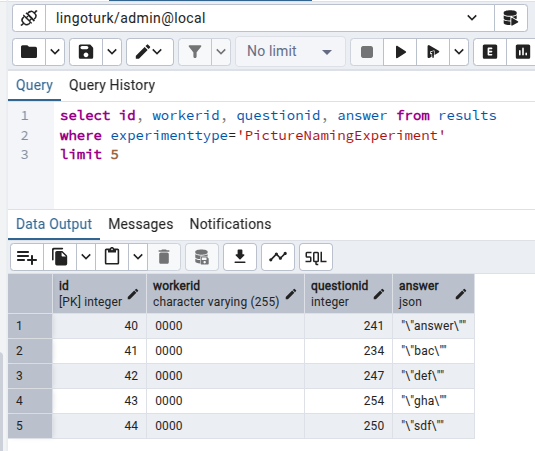 lingoturk/admin@local
No limit
E
Query Query History
1 select id, workerid, questionid, answer from results
2 where experimenttype='PictureNamingExperiment'
3 limit 5
Data Output Messages Notifications
SQL
id workerid questionid answer
[PK] integer character varying (255) integer json
1 40 0000 241 "\"answer\""
2 41 0000 234 "\"bac\""
3 42 0000 247 "\"def\""
4 43 0000 254 "\"gha\""
5 44 0000 250 "\"sdf\""